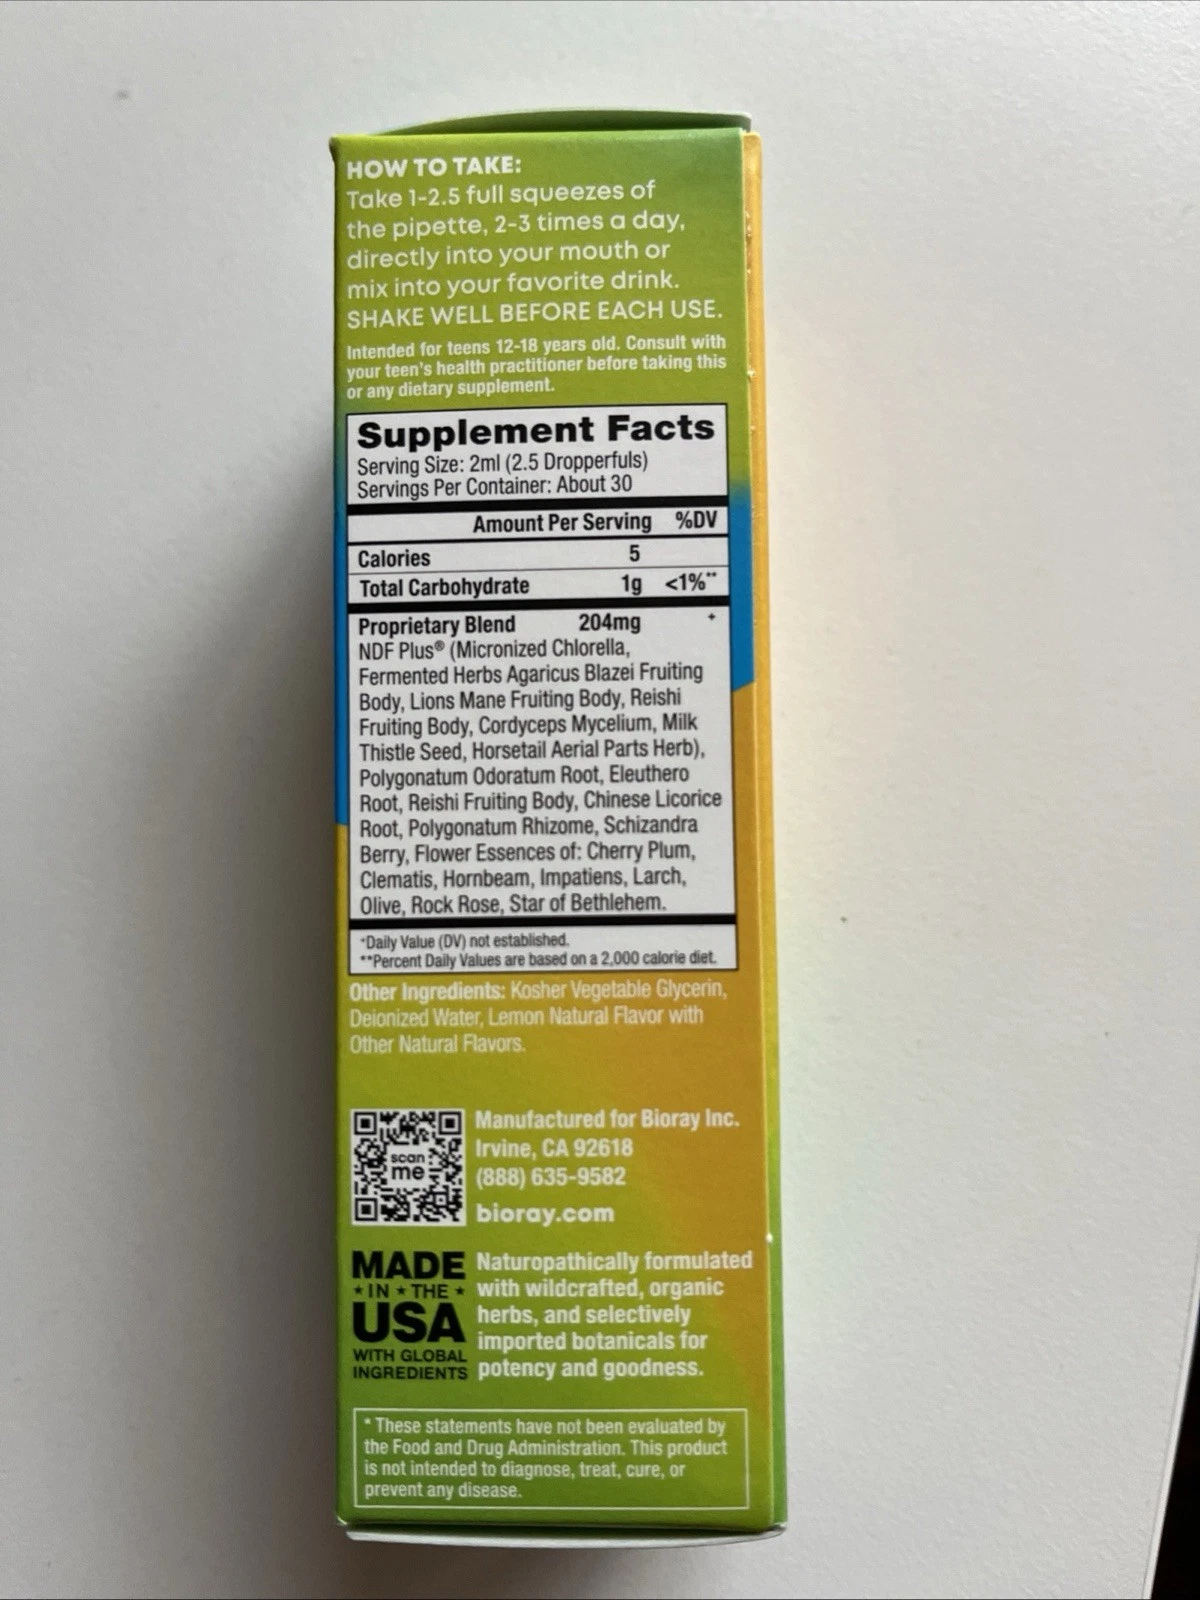 HOW TO TAKE:
Take 1-2.5 full squeezes of
the pipette, 2-3 times a day,
directly into your mouth or
mix into your favorite drink.
SHAKE WELL BEFORE EACH USE.
Intended for teens 12-18 years old. Consult with
your teen's health practitioner before taking this
or any dietary supplement.
Supplement Facts
Serving Size: 2ml (2.5 Dropperfuls)
Servings Per Container: About 30
Amount Per Serving %DV
Calories 5
Total Carbohydrate 1g <1%**
Proprietary Blend 204mg +
NDF Plus® (Micronized Chlorella,
Fermented Herbs Agaricus Blazei Fruiting
Body, Lions Mane Fruiting Body, Reishi
Fruiting Body, Cordyceps Mycelium, Milk
Thistle Seed, Horsetail Aerial Parts Herb),
Polygonatum Odoratum Root, Eleuthero
Root, Reishi Fruiting Body, Chinese Licorice
Root, Polygonatum Rhizome, Schizandra
Berry, Flower Essences of: Cherry Plum,
Clematis, Hornbeam, Impatiens, Larch,
Olive, Rock Rose, Star of Bethlehem.
+Daily Value (DV) not established.
**Percent Daily Values are based on a 2,000 calorie diet.
Other Ingredients: Kosher Vegetable Glycerin,
Deionized Water, Lemon Natural Flavor with
Other Natural Flavors.
scan
me
Manufactured for Bioray Inc.
Irvine, CA 92618
(888) 635-9582
bioray.com
MADE
★ IN ★ THE ★
USA
WITH GLOBAL
INGREDIENTS
Naturopathically formulated
with wildcrafted, organic
herbs, and selectively
imported botanicals for
potency and goodness.
* These statements have not been evaluated by
the Food and Drug Administration. This product
is not intended to diagnose, treat, cure, or
prevent any disease.